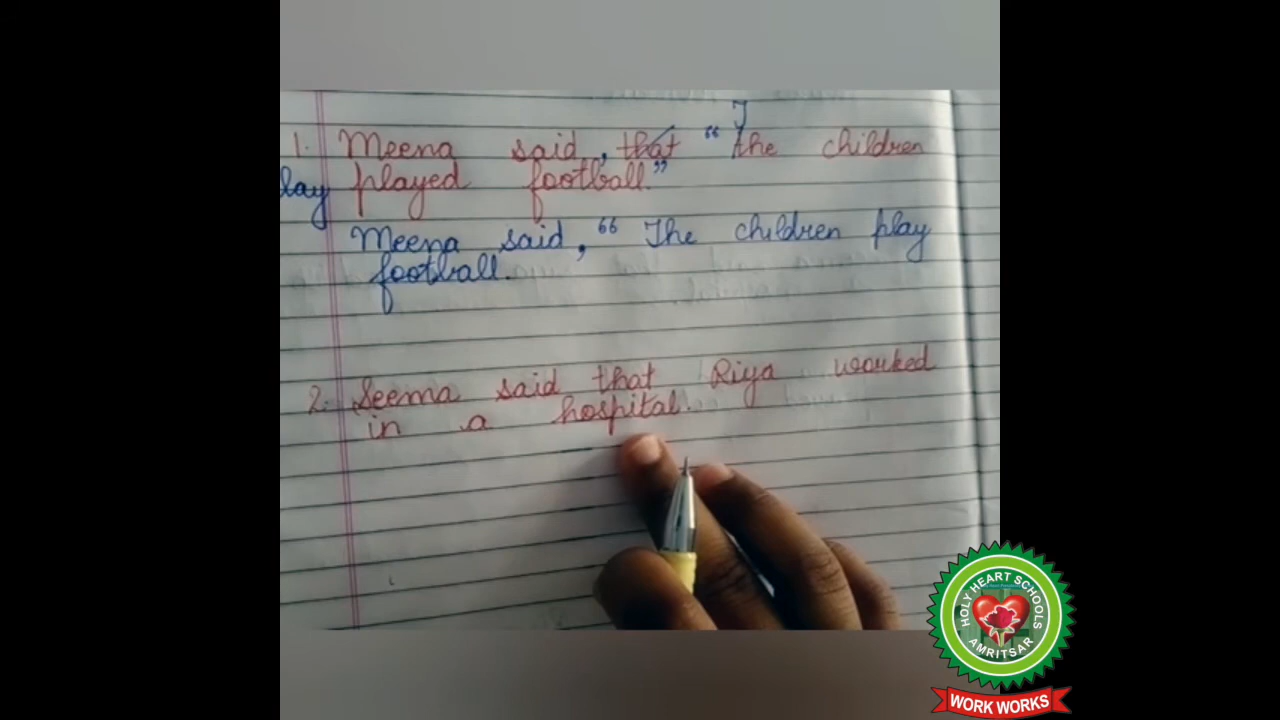 T
1. Meena said, that “the children
lay played football”
Meena said, “The children play
football.
2. Seema said that Riya worked
in a hospital.
HOLY HEART SCHOOLS
AMRITSAR
WORK WORKS